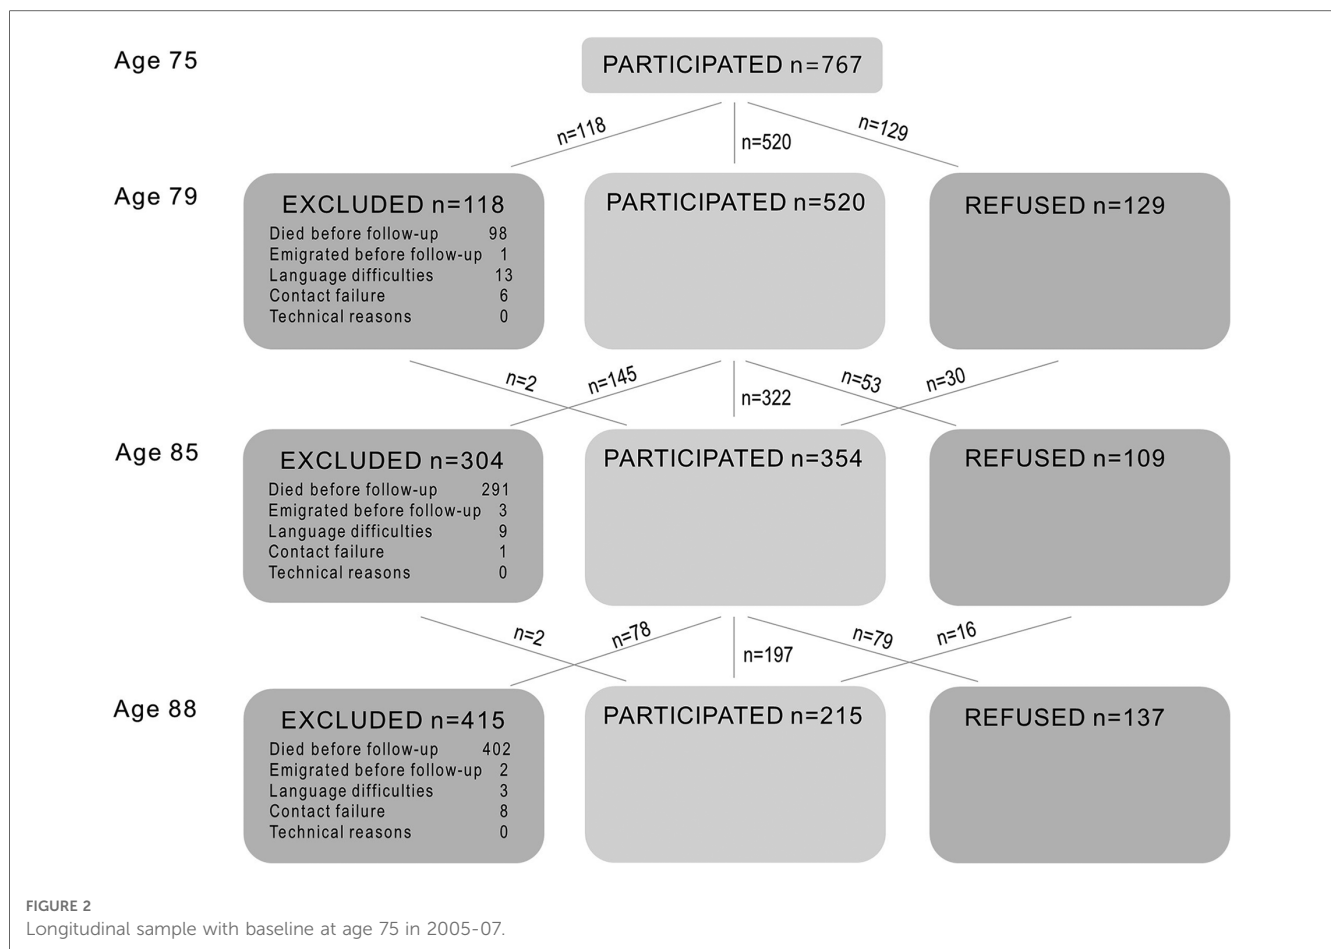 Age 75
PARTICIPATED n=767
n=118
n=520
n=129
Age 79
EXCLUDED n=118
Died before follow-up 98
Emigrated before follow-up 1
Language difficulties 13
Contact failure 6
Technical reasons 0
PARTICIPATED n=520
REFUSED n=129
n=2
n=145
n=322
n=53
n=30
Age 85
EXCLUDED n=304
Died before follow-up 291
Emigrated before follow-up 3
Language difficulties 9
Contact failure 1
Technical reasons 0
PARTICIPATED n=354
REFUSED n=109
n=2
n=78
n=197
n=79
n=16
Age 88
EXCLUDED n=415
Died before follow-up 402
Emigrated before follow-up 2
Language difficulties 3
Contact failure 8
Technical reasons 0
PARTICIPATED n=215
REFUSED n=137
FIGURE 2
Longitudinal sample with baseline at age 75 in 2005-07.